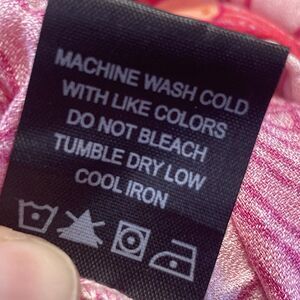 MACHINE WASH COLD
WITH LIKE COLORS
DO NOT BLEACH
TUMBLE DRY LOW
COOL IRON